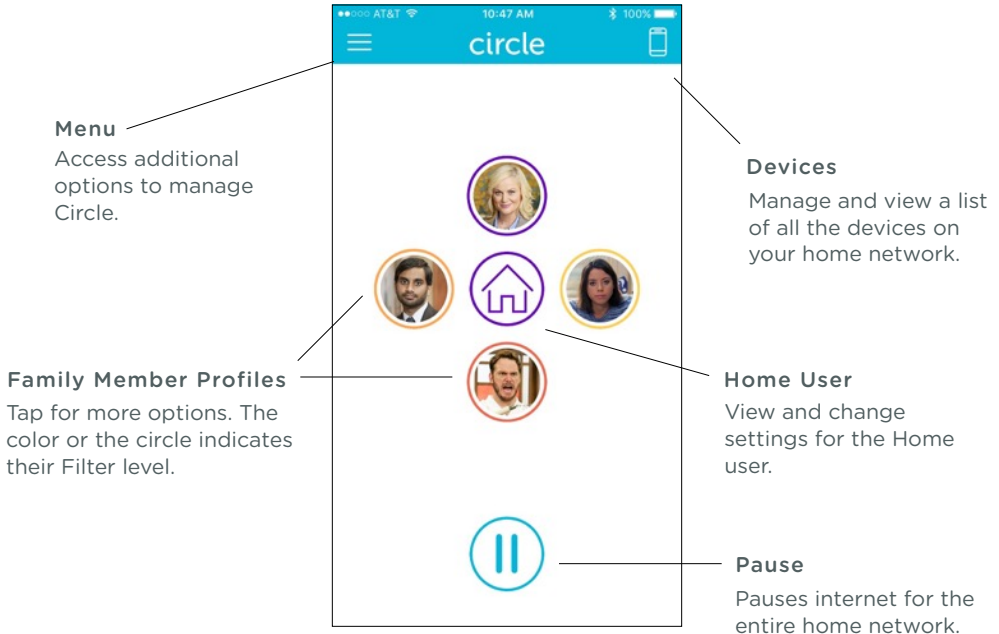 AT&T 10:47 AM 100%
circle
Menu
Access additional
options to manage
Circle.
Devices
Manage and view a list
of all the devices on
your home network.
Family Member Profiles
Tap for more options. The
color or the circle indicates
their Filter level.
Home User
View and change
settings for the Home
user.
Pause
Pauses internet for the
entire home network.